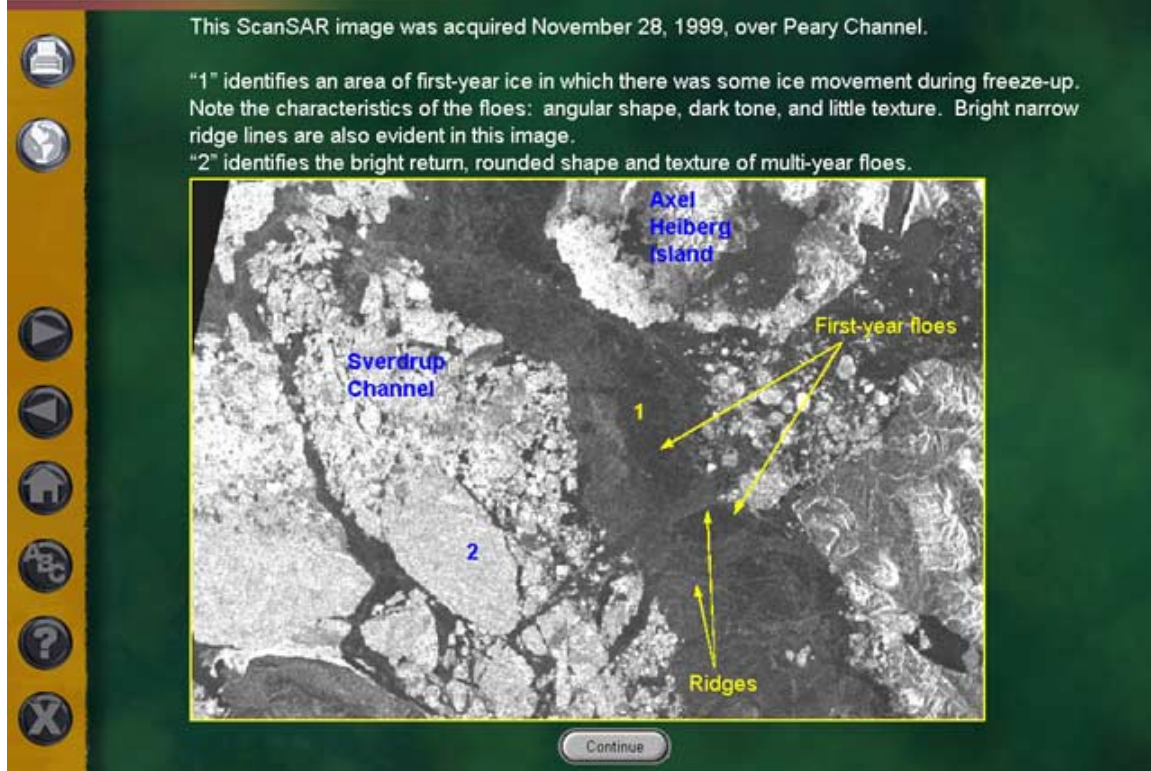 This ScanSAR image was acquired November 28, 1999, over Peary Channel.
“1” identifies an area of first-year ice in which there was some ice movement during freeze-up.
Note the characteristics of the floes: angular shape, dark tone, and little texture. Bright narrow
ridge lines are also evident in this image.
“2” identifies the bright return, rounded shape and texture of multi-year floes.
Axel
Heiberg
Island
First-year floes
Sverdrup
Channel
1
2
Ridges
ABC
?
X
Continue